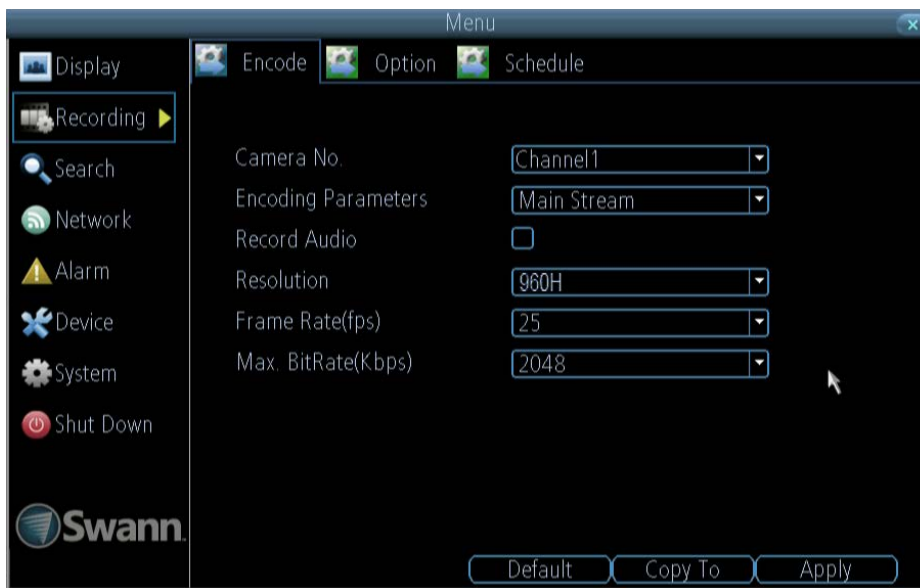 Menu
Display
Recording
Search
Network
Alarm
Device
System
Shut Down
Swann
Encode
Option
Schedule
Camera No.
Channel1
Encoding Parameters
Main Stream
Record Audio
Resolution
960H
Frame Rate(fps)
25
Max. BitRate(Kbps)
2048
Default
Copy To
Apply